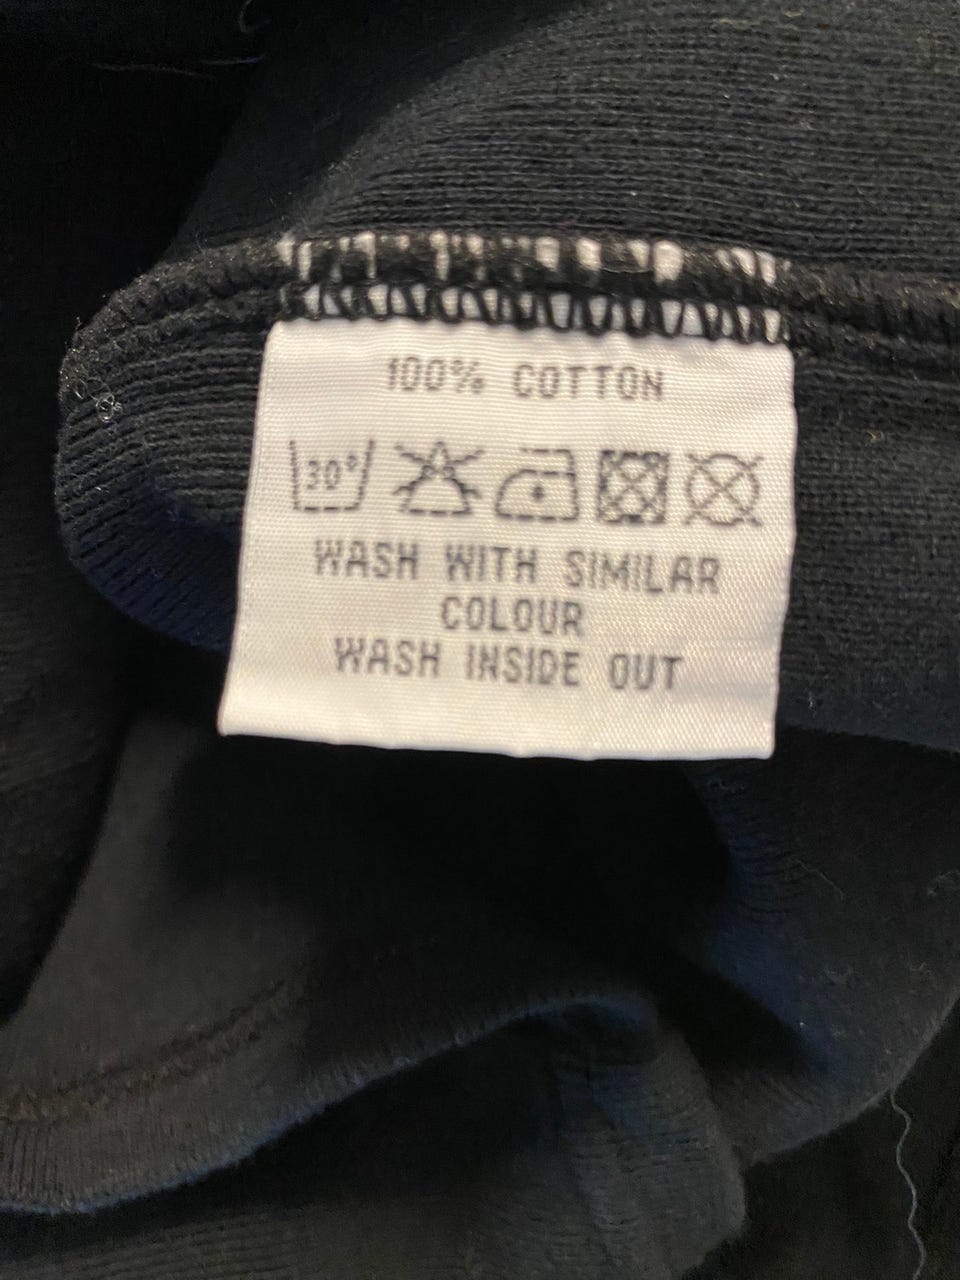 100% COTTON
30°
WASH WITH SIMILAR
COLOUR
WASH INSIDE OUT